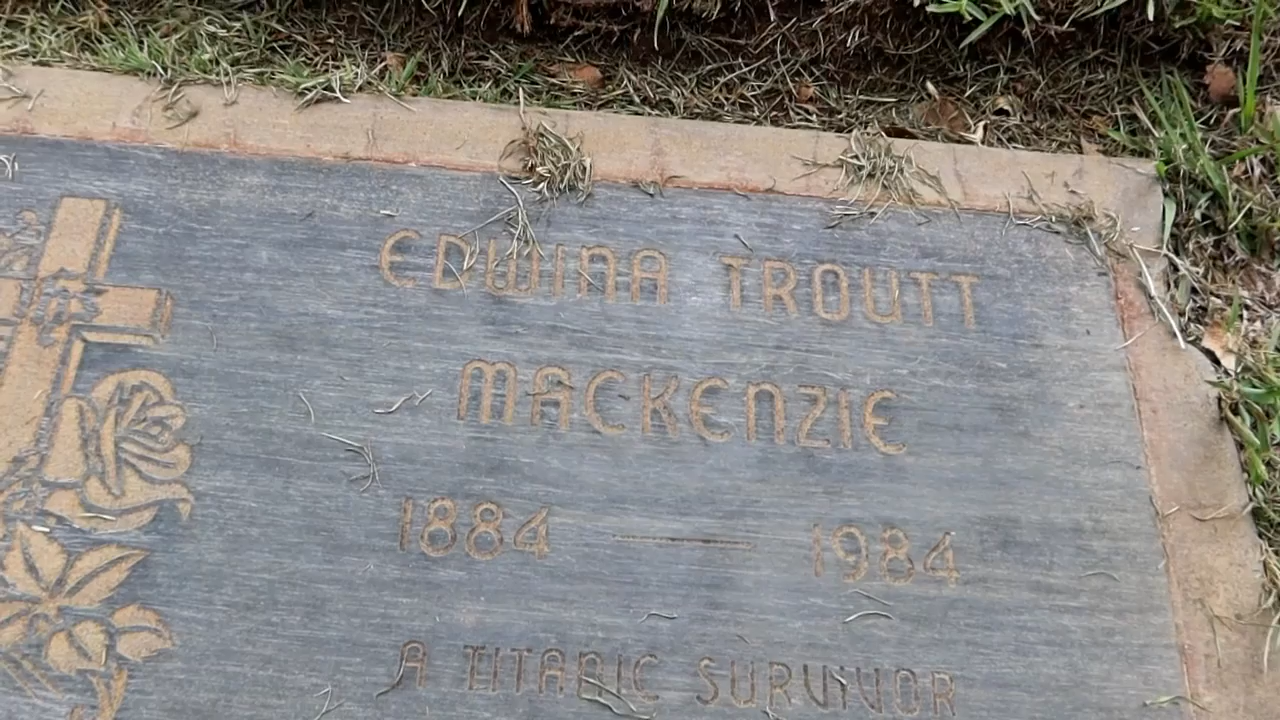 EDWINA TROUTT
MACKENZIE
1884 — 1984
A TITANIC SURVIVOR